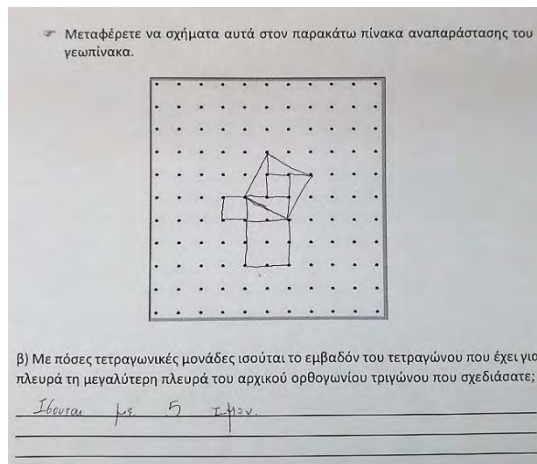 ☞ Μεταφέρετε να σχήματα αυτά στον παρακάτω πίνακα αναπαράστασης του
γεωπίνακα.
β) Με πόσες τετραγωνικές μονάδες ισούται το εμβαδόν του τετραγώνου που έχει για
πλευρά τη μεγαλύτερη πλευρά του αρχικού ορθογωνίου τριγώνου που σχεδιάσατε;
Ισουται με 5 τ.μον.